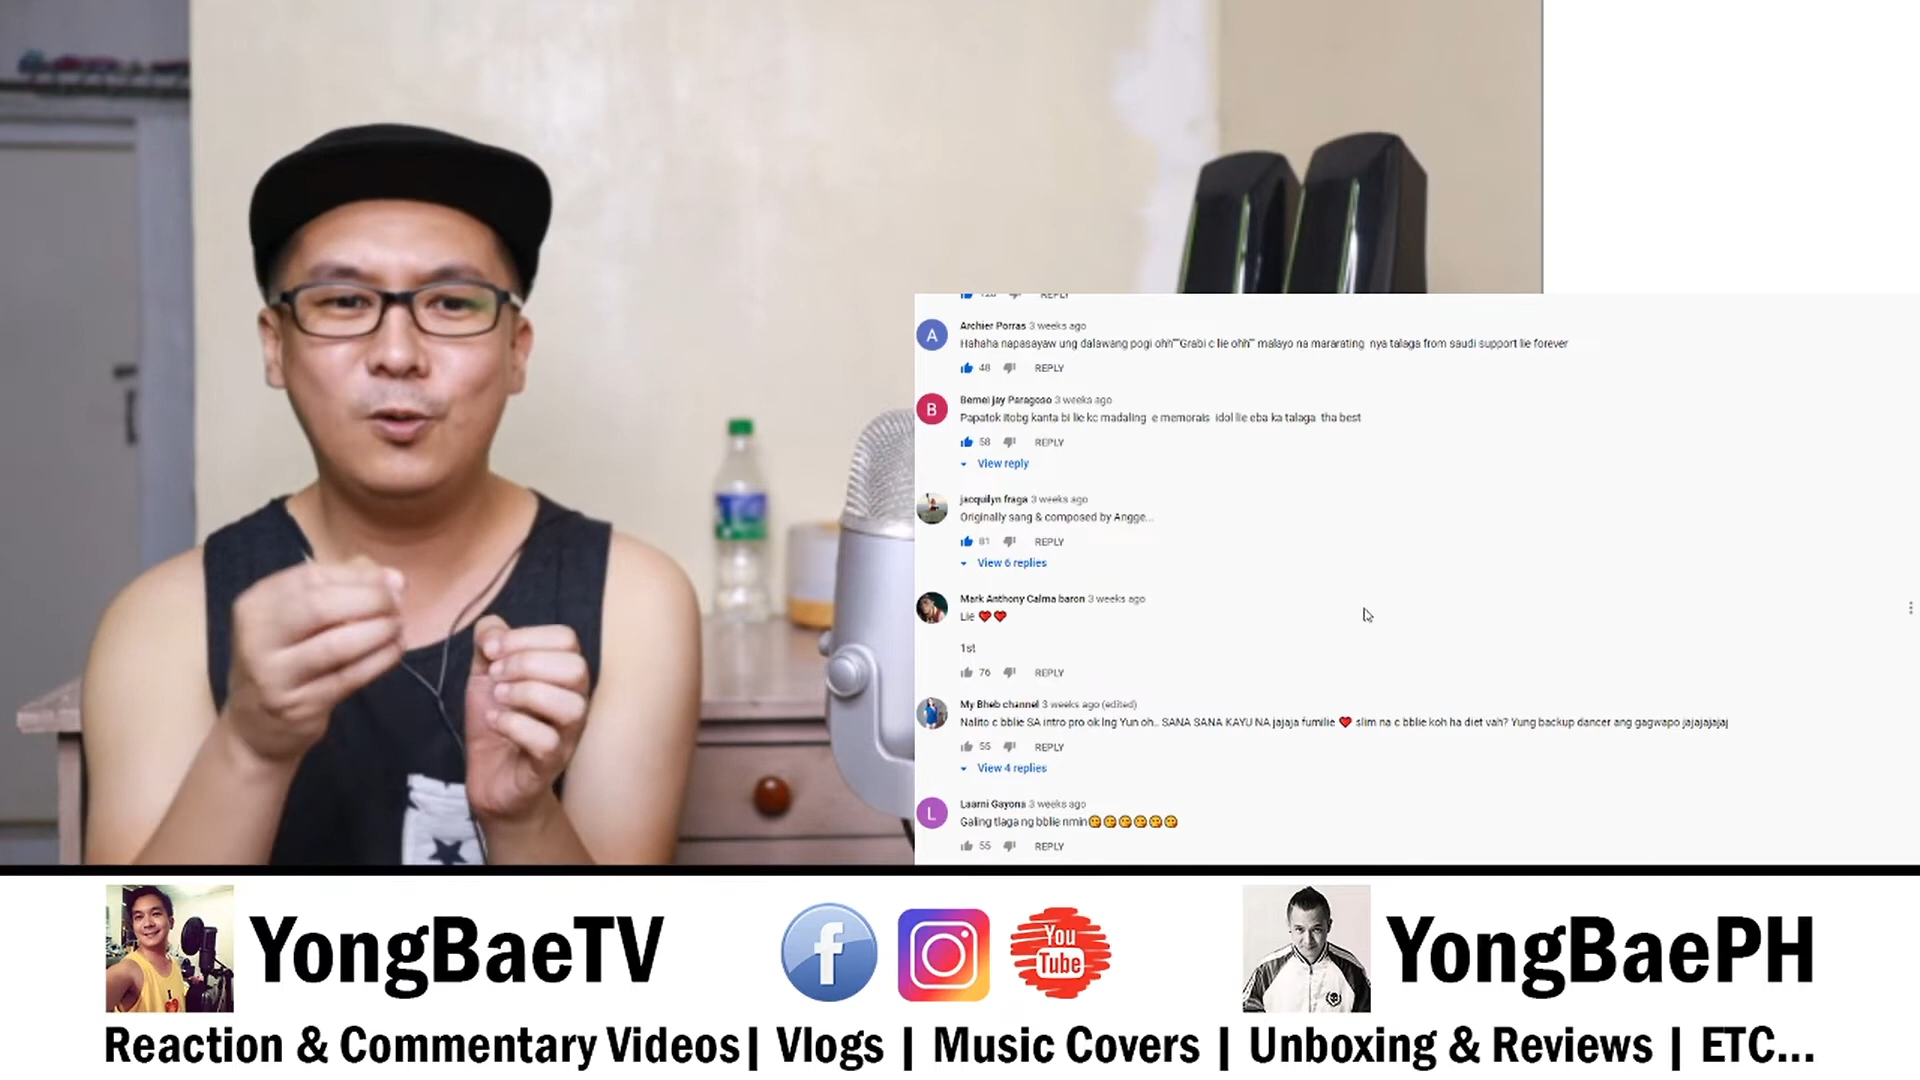 REPLY
A
Archier Porras 3 weeks ago
Hahaha napasayaw ung dalawang pogi ohh""Grabi c lie ohh"" malayo na mararating nya talaga from saudi support lie forever
48 REPLY
B
Bernel jay Paragoso 3 weeks ago
Papatok itobg kanta bi lie kc madaling e memorais idol lie eba ka talaga tha best
58 REPLY
View reply
jacquilyn fraga 3 weeks ago
Originally sang & composed by Angge...
81 REPLY
View 6 replies
Mark Anthony Calma baron 3 weeks ago
Lie ❤❤
1st
76 REPLY
My Bheb channel 3 weeks ago (edited)
Nalito c bblie SA intro pro ok lng Yun oh.. SANA SANA KAYU NA jajaja fumilie ❤ slim na c bblie koh ha diet vah? Yung backup dancer ang gagwapo jajajajajaj
55 REPLY
View 4 replies
L
Laarni Gayona 3 weeks ago
Galing tlaga ng bblie nmin😋😋😋😋😋😋
55 REPLY
YongBaeTV
f
You
Tube
YongBaePH
Reaction & Commentary Videos| Vlogs | Music Covers | Unboxing & Reviews | ETC...